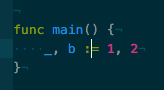 func main() {
    _, b := 1, 2
}